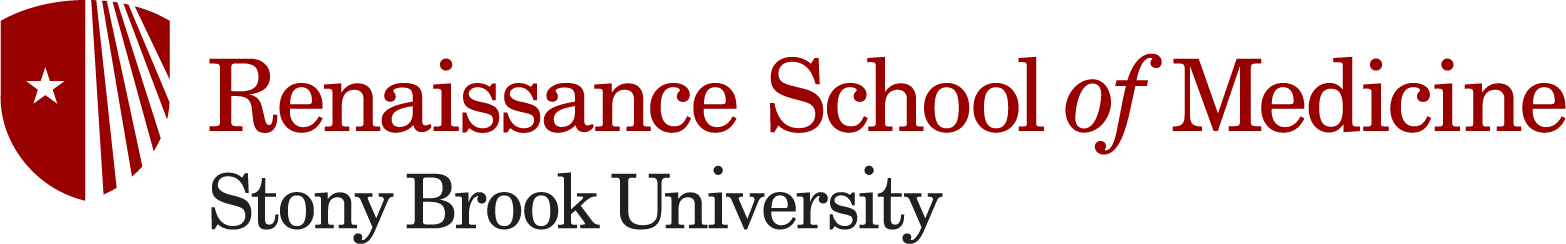 Renaissance School of Medicine
Stony Brook University